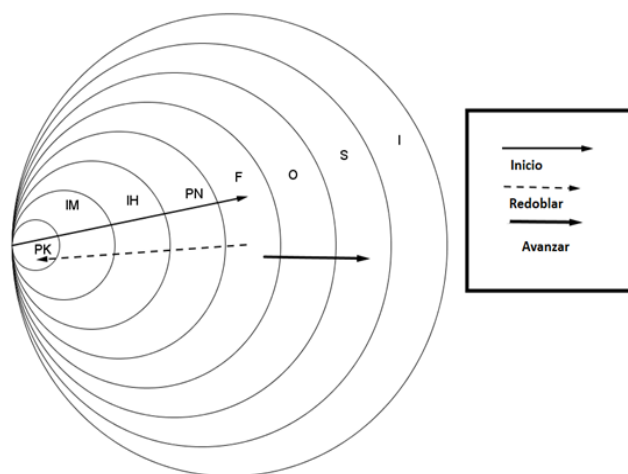 PK
IM
IH
PN
F
O
S
I
Inicio
Redoblar
Avanzar